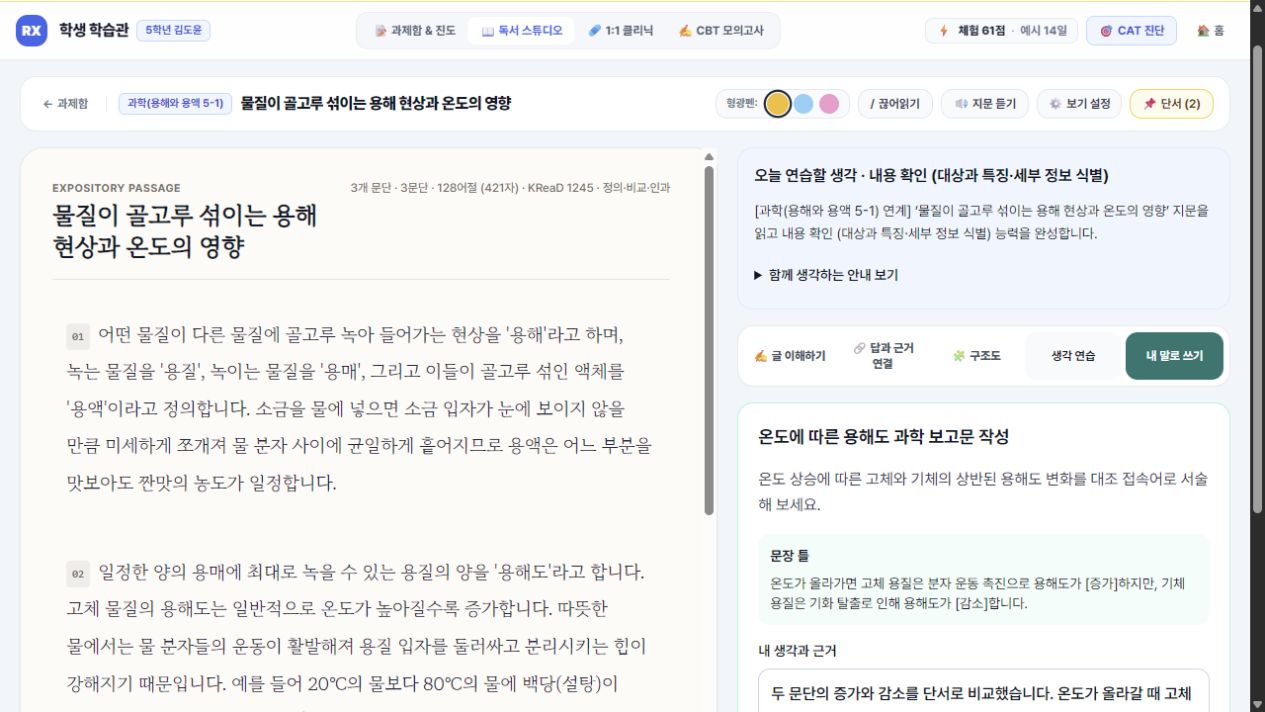 RX 학생 학습관 5학년 김도윤 과제함 & 진도 독서 스튜디오 1:1 클리닉 CBT 모의고사 체험 61점 · 예시 14일 CAT 진단 홈
← 과제함 과학(용해와 용액 5-1) 물질이 골고루 섞이는 용해 현상과 온도의 영향 형광펜: / 끊어읽기 지문 듣기 보기 설정 단서 (2)
EXPOSITORY PASSAGE 3개 문단 · 3문단 · 128어절 (421자) · KReaD 1245 · 정의·비교·인과
물질이 골고루 섞이는 용해
현상과 온도의 영향
01 어떤 물질이 다른 물질에 골고루 녹아 들어가는 현상을 '용해'라고 하며,
녹는 물질을 '용질', 녹이는 물질을 '용매', 그리고 이들이 골고루 섞인 액체를
'용액'이라고 정의합니다. 소금을 물에 넣으면 소금 입자가 눈에 보이지 않을
만큼 미세하게 쪼개져 물 분자 사이에 균일하게 흩어지므로 용액은 어느 부분을
맛보아도 짠맛의 농도가 일정합니다.
02 일정한 양의 용매에 최대로 녹을 수 있는 용질의 양을 '용해도'라고 합니다.
고체 물질의 용해도는 일반적으로 온도가 높아질수록 증가합니다. 따뜻한
물에서는 물 분자들의 운동이 활발해져 용질 입자를 둘러싸고 분리시키는 힘이
강해지기 때문입니다. 예를 들어 20℃의 물보다 80℃의 물에 백당(설탕)이
오늘 연습할 생각 · 내용 확인 (대상과 특징·세부 정보 식별)
[과학(용해와 용액 5-1) 연계] ‘물질이 골고루 섞이는 용해 현상과 온도의 영향’ 지문을
읽고 내용 확인 (대상과 특징·세부 정보 식별) 능력을 완성합니다.
▶ 함께 생각하는 안내 보기
글 이해하기 답과 근거 연결 구조도 생각 연습 내 말로 쓰기
온도에 따른 용해도 과학 보고문 작성
온도 상승에 따른 고체와 기체의 상반된 용해도 변화를 대조 접속어로 서술
해 보세요.
문장 틀
온도가 올라가면 고체 용질은 분자 운동 촉진으로 용해도가 [증가]하지만, 기체
용질은 기화 탈출로 인해 용해도가 [감소]합니다.
내 생각과 근거
두 문단의 증가와 감소를 단서로 비교했습니다. 온도가 올라갈 때 고체